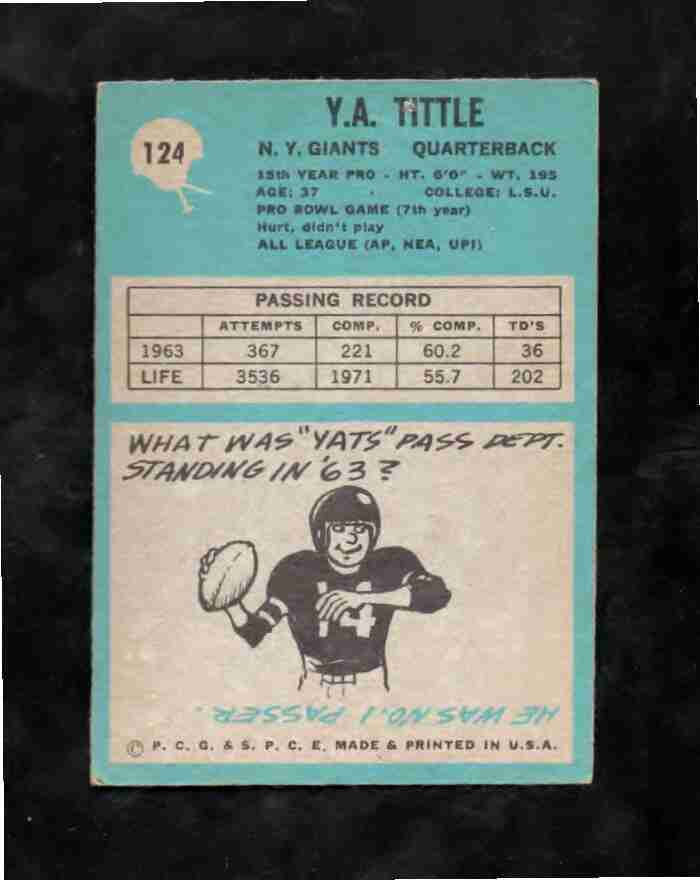 Y.A. TITTLE
124
N. Y. GIANTS QUARTERBACK
15th YEAR PRO - HT. 6'0" - WT. 195
AGE: 37 - COLLEGE: L.S.U.
PRO BOWL GAME (7th year)
Hurt, didn't play
ALL LEAGUE (AP, NEA, UPI)
PASSING RECORD
ATTEMPTS COMP. % COMP. TD'S
1963 367 221 60.2 36
LIFE 3536 1971 55.7 202
WHAT WAS "YATS" PASS DEPT.
STANDING IN '63?
14
HE WAS NO. 1 PASSER.
© P. C. G. & S. P. C. E. MADE & PRINTED IN U.S.A.